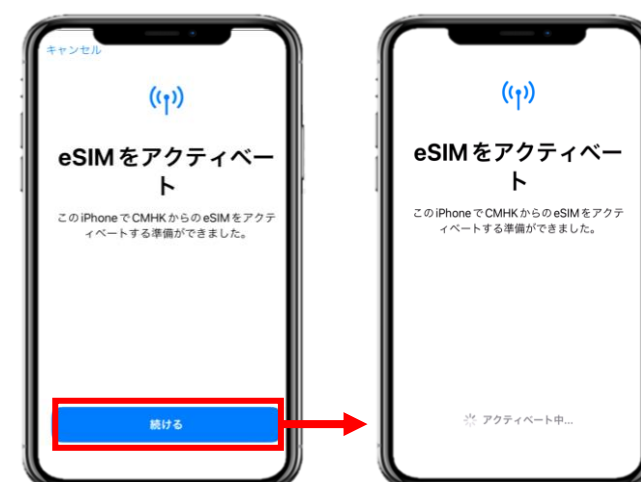 キャンセル
eSIMをアクティベー
ト
このiPhoneでCMHKからのeSIMをアクテ
ィベートする準備ができました。
続ける
eSIMをアクティベー
ト
このiPhoneでCMHKからのeSIMをアクテ
ィベートする準備ができました。
アクティベート中...